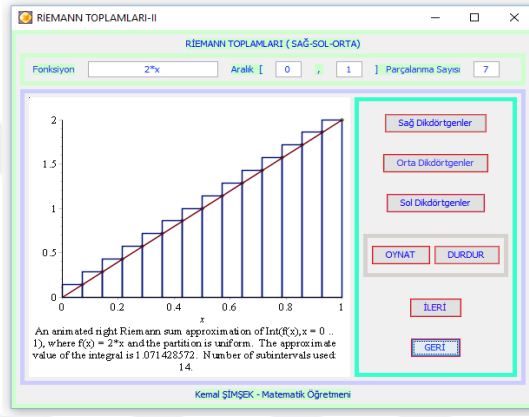 RİEMANN TOPLAMLARI-II
RİEMANN TOPLAMLARI ( SAĞ-SOL-ORTA)
Fonksiyon 2*x Aralık [ 0 , 1 ] Parçalanma Sayısı 7
2
1.5
1
0.5
0
0 0.2 0.4 0.6 0.8 1
x
An animated right Riemann sum approximation of Int(f(x), x = 0 ..
1), where f(x) = 2*x and the partition is uniform. The approximate
value of the integral is 1.071428572. Number of subintervals used:
14.
Sağ Dikdörtgenler
Orta Dikdörtgenler
Sol Dikdörtgenler
OYNAT DURDUR
İLERİ
GERİ
Kemal ŞİMŞEK - Matematik Öğretmeni